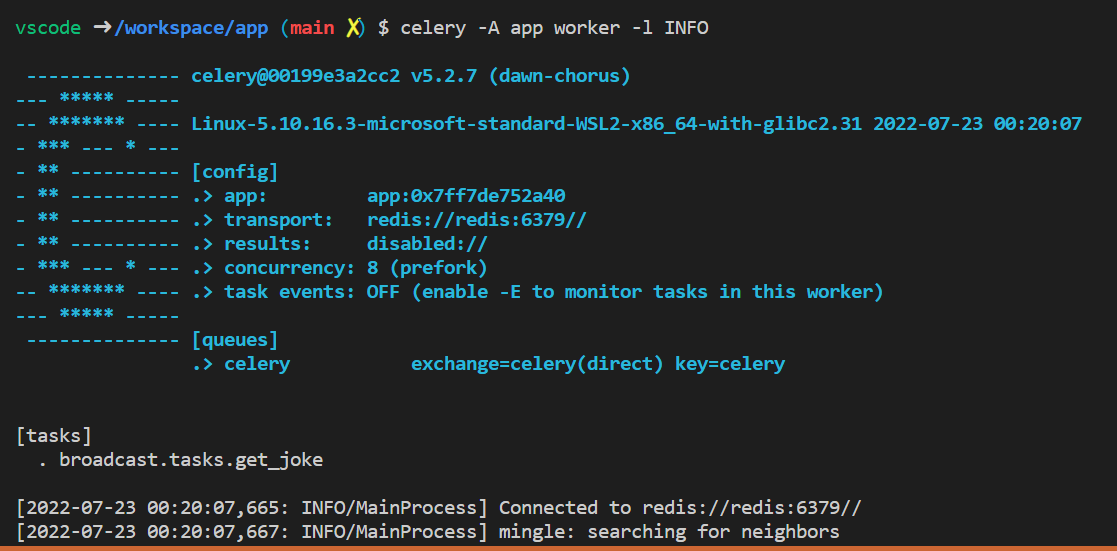 vscode ➜/workspace/app (main ✗) $ celery -A app worker -l INFO
 -------------- celery@00199e3a2cc2 v5.2.7 (dawn-chorus)
--- ***** -----
-- ******* ---- Linux-5.10.16.3-microsoft-standard-WSL2-x86_64-with-glibc2.31 2022-07-23 00:20:07
- *** --- * ---
- ** ---------- [config]
- ** ---------- .> app:         app:0x7ff7de752a40
- ** ---------- .> transport:   redis://redis:6379//
- ** ---------- .> results:     disabled://
- *** --- * --- .> concurrency: 8 (prefork)
-- ******* ---- .> task events: OFF (enable -E to monitor tasks in this worker)
--- ***** -----
 -------------- [queues]
                .> celery           exchange=celery(direct) key=celery
[tasks]
  . broadcast.tasks.get_joke
[2022-07-23 00:20:07,665: INFO/MainProcess] Connected to redis://redis:6379//
[2022-07-23 00:20:07,667: INFO/MainProcess] mingle: searching for neighbors